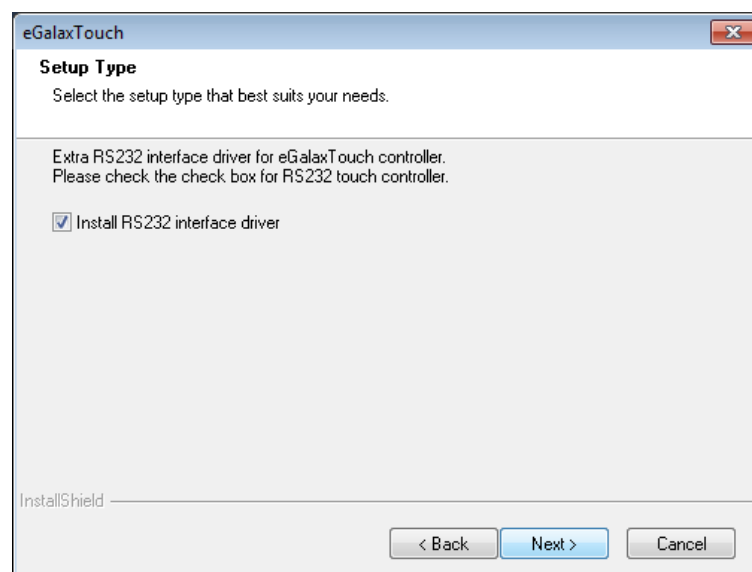 eGalaxTouch
Setup Type
Select the setup type that best suits your needs.
Extra RS232 interface driver for eGalaxTouch controller.
Please check the check box for RS232 touch controller.
Install RS232 interface driver
InstallShield
< Back Next > Cancel